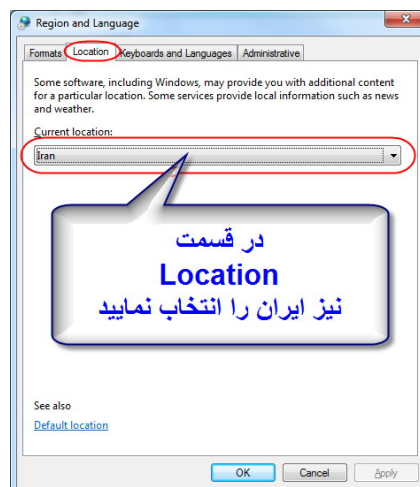 Region and Language
Formats Location Keyboards and Languages Administrative
Some software, including Windows, may provide you with additional content
for a particular location. Some services provide local information such as news
and weather.
Current location:
Iran
در قسمت
Location
نیز ایران را انتخاب نمایید
See also
Default location
OK Cancel Apply